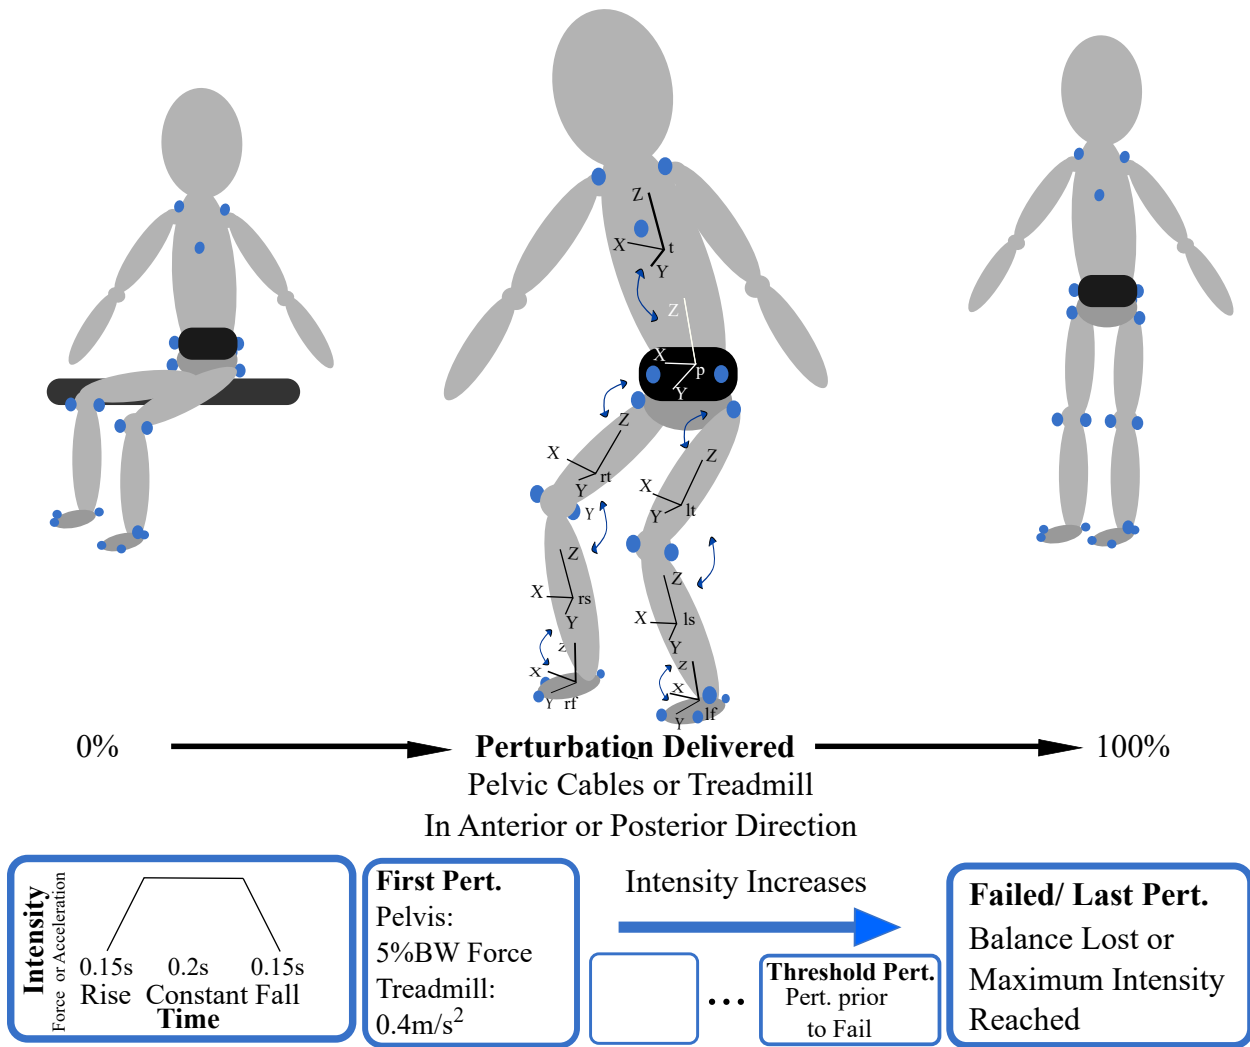 Z
X
t
Y
Z
X
p
Y
Z
X
rt
Y
Z
X
lt
Y
Y
Z
X
rs
Y
Z
X
ls
Y
z
X
Y
rf
z
X
Y
lf
0%
Perturbation Delivered
100%
Pelvic Cables or Treadmill
In Anterior or Posterior Direction
Intensity
Force or Acceleration
0.15s 0.2s 0.15s
Rise Constant Fall
Time
First Pert.
Pelvis:
5%BW Force
Treadmill:
0.4m/s²
Intensity Increases
...
Threshold Pert.
Pert. prior
to Fail
Failed/ Last Pert.
Balance Lost or
Maximum Intensity
Reached